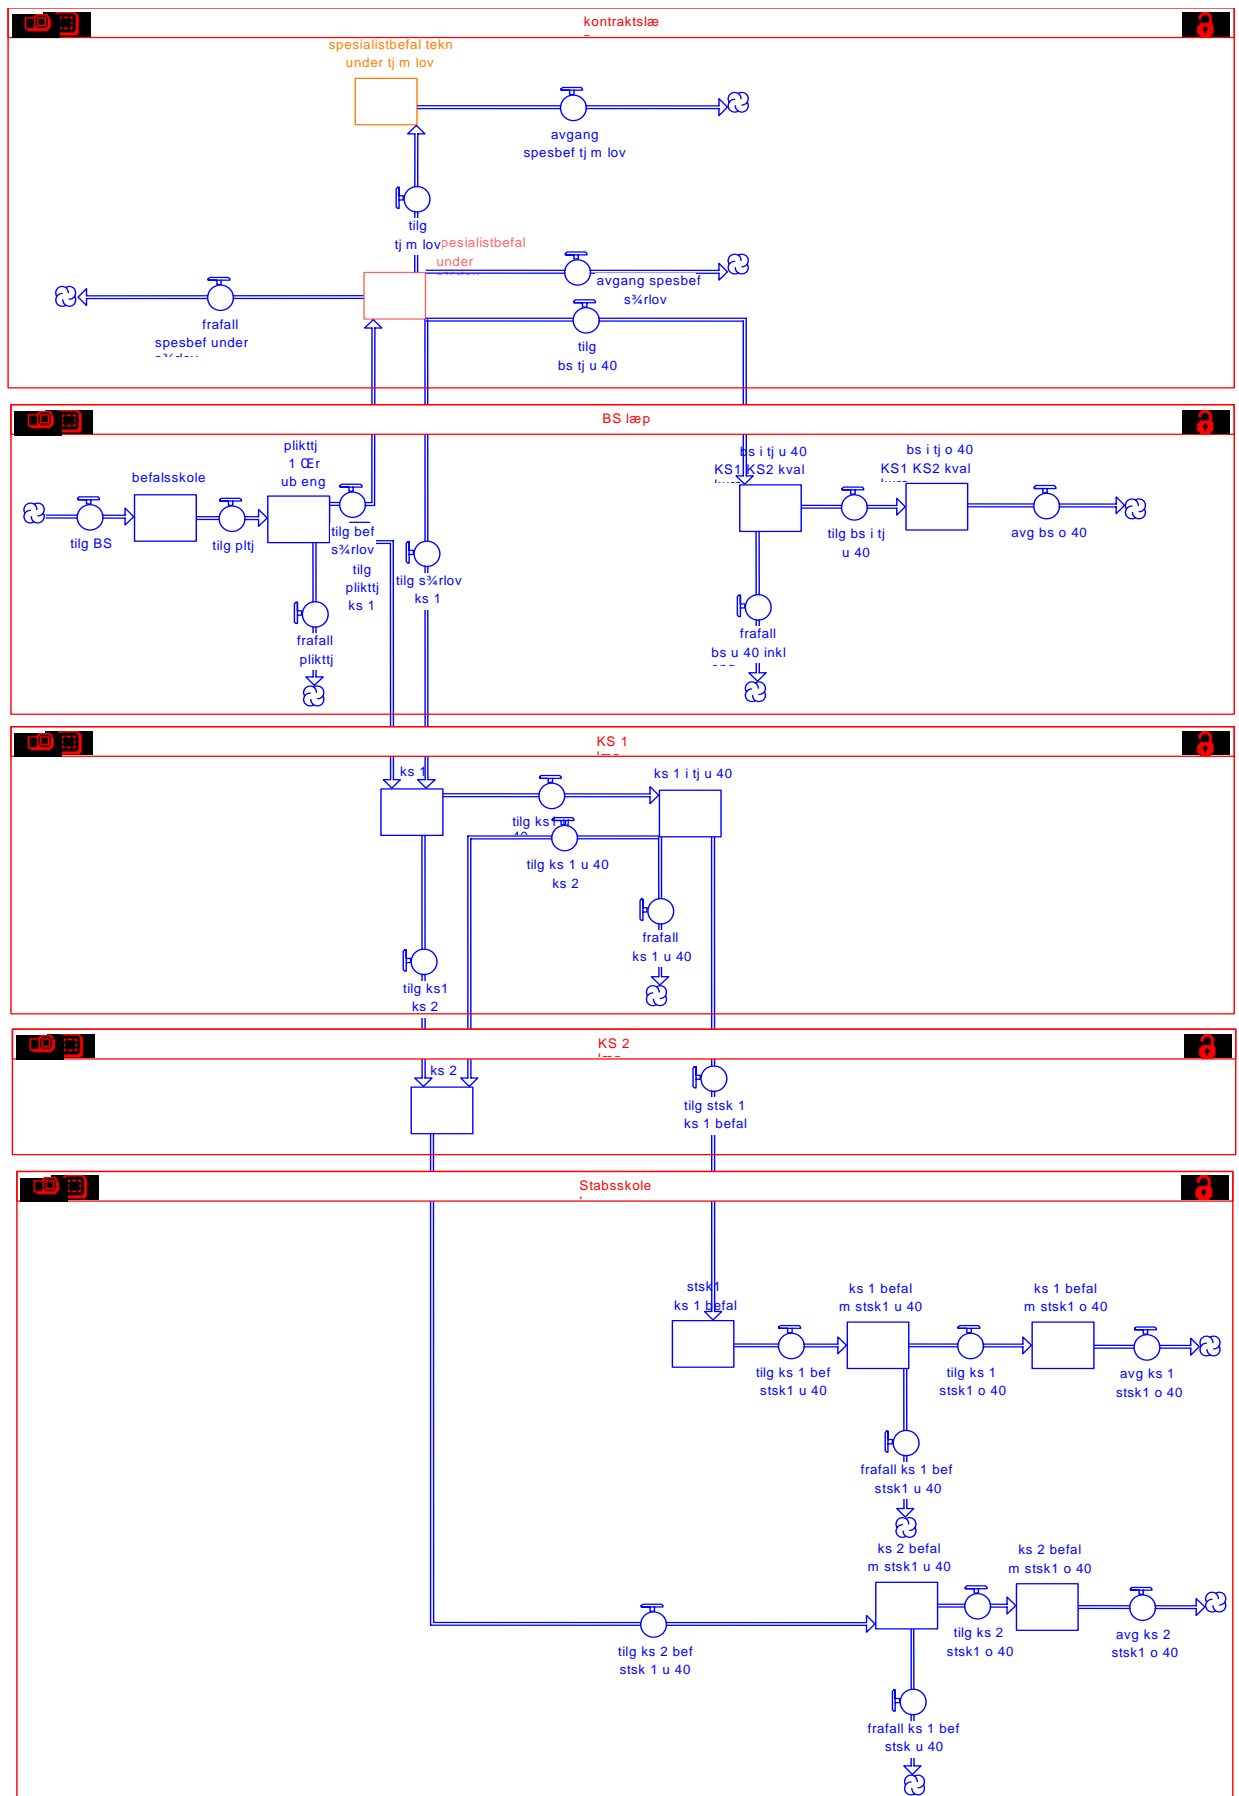 kontraktslæ
spesialistbefal tekn
under tj m lov
avgang
spesbef tj m lov
tilg
tj m lov
pesialistbefal
under
avgang spesbef
s¾rlov
frafall
spesbef under
tilg
bs tj u 40
BS læp
plikttj
1 Œr
ub eng
befalsskole
bs i tj u 40
KS1 KS2 kval
bs i tj o 40
KS1 KS2 kval
tilg BS
tilg pltj
tilg bef
s¾rlov
tilg
plikttj
ks 1
tilg s¾rlov
ks 1
tilg bs i tj
u 40
avg bs o 40
frafall
plikttj
frafall
bs u 40 inkl
KS 1
ks 1
ks 1 i tj u 40
tilg ks1
tilg ks 1 u 40
ks 2
frafall
ks 1 u 40
tilg ks1
ks 2
KS 2
ks 2
tilg stsk 1
ks 1 befal
Stabsskole
stsk1
ks 1 befal
ks 1 befal
m stsk1 u 40
ks 1 befal
m stsk1 o 40
tilg ks 1 bef
stsk1 u 40
tilg ks 1
stsk1 o 40
avg ks 1
stsk1 o 40
frafall ks 1 bef
stsk1 u 40
ks 2 befal
m stsk1 u 40
ks 2 befal
m stsk1 o 40
tilg ks 2 bef
stsk 1 u 40
tilg ks 2
stsk1 o 40
avg ks 2
stsk1 o 40
frafall ks 1 bef
stsk u 40